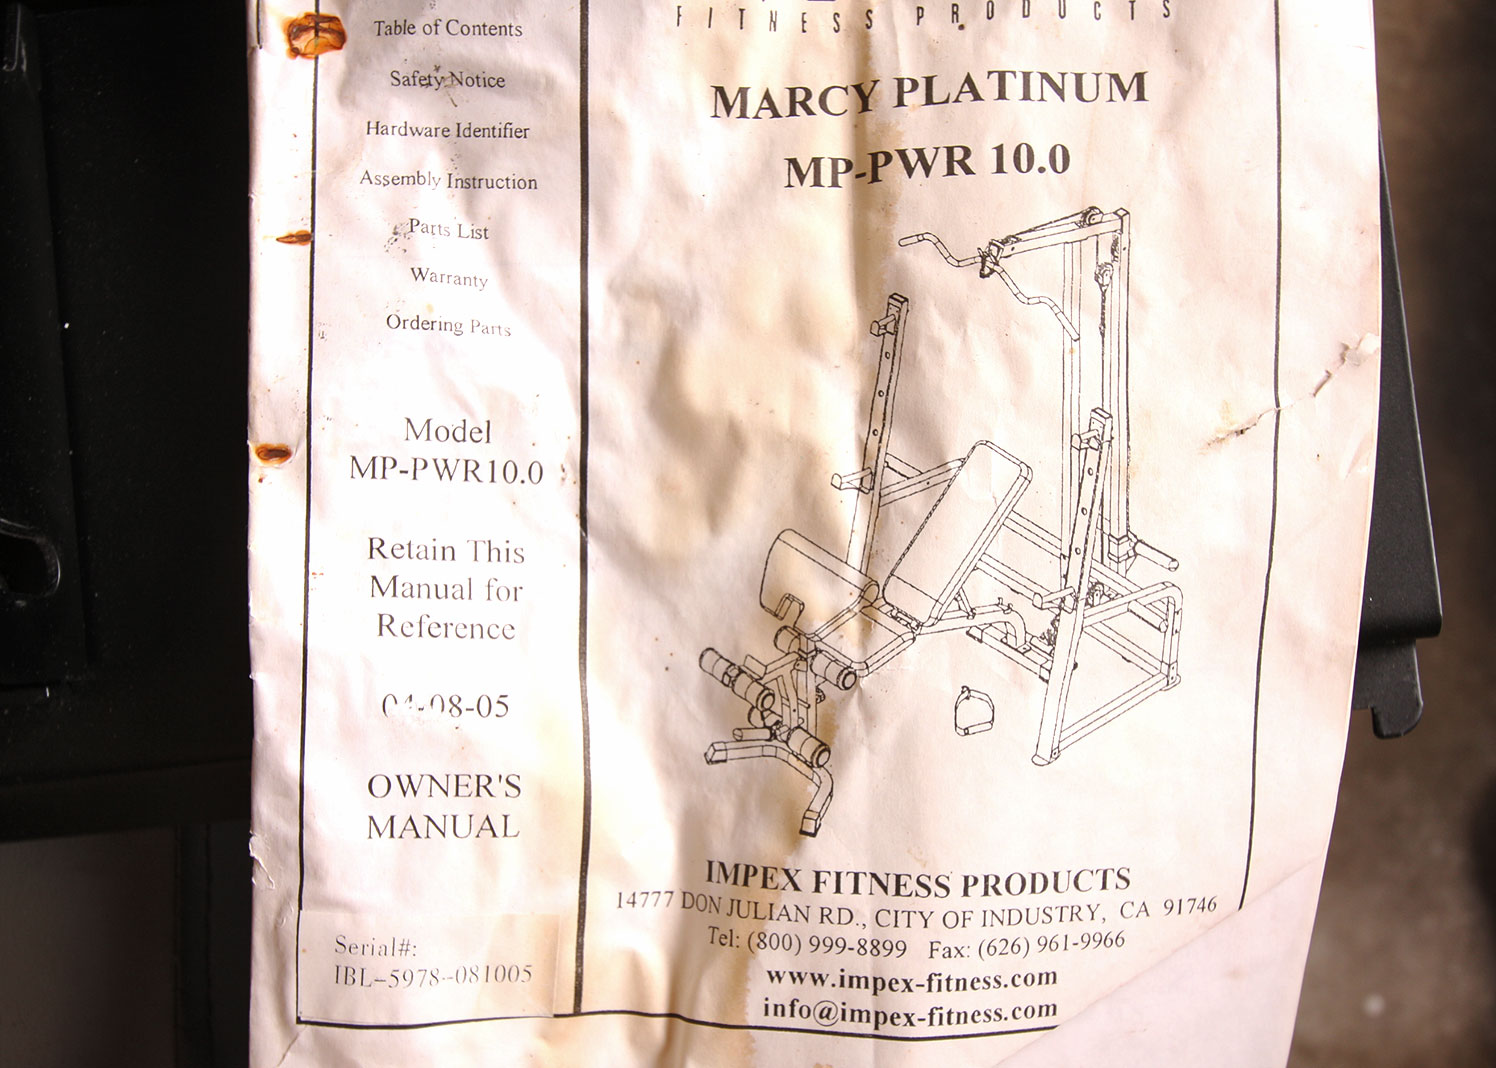 Table of Contents
Safety Notice
Hardware Identifier
Assembly Instruction
Parts List
Warranty
Ordering Parts
Model
MP-PWR10.0
Retain This
Manual for
Reference
04-08-05
OWNER'S
MANUAL
Serial#:
IBL-5978-081005
FITNESS PRODUCTS
MARCY PLATINUM
MP-PWR 10.0
IMPEX FITNESS PRODUCTS
14777 DON JULIAN RD., CITY OF INDUSTRY, CA 91746
Tel: (800) 999-8899 Fax: (626) 961-9966
www.impex-fitness.com
info@impex-fitness.com